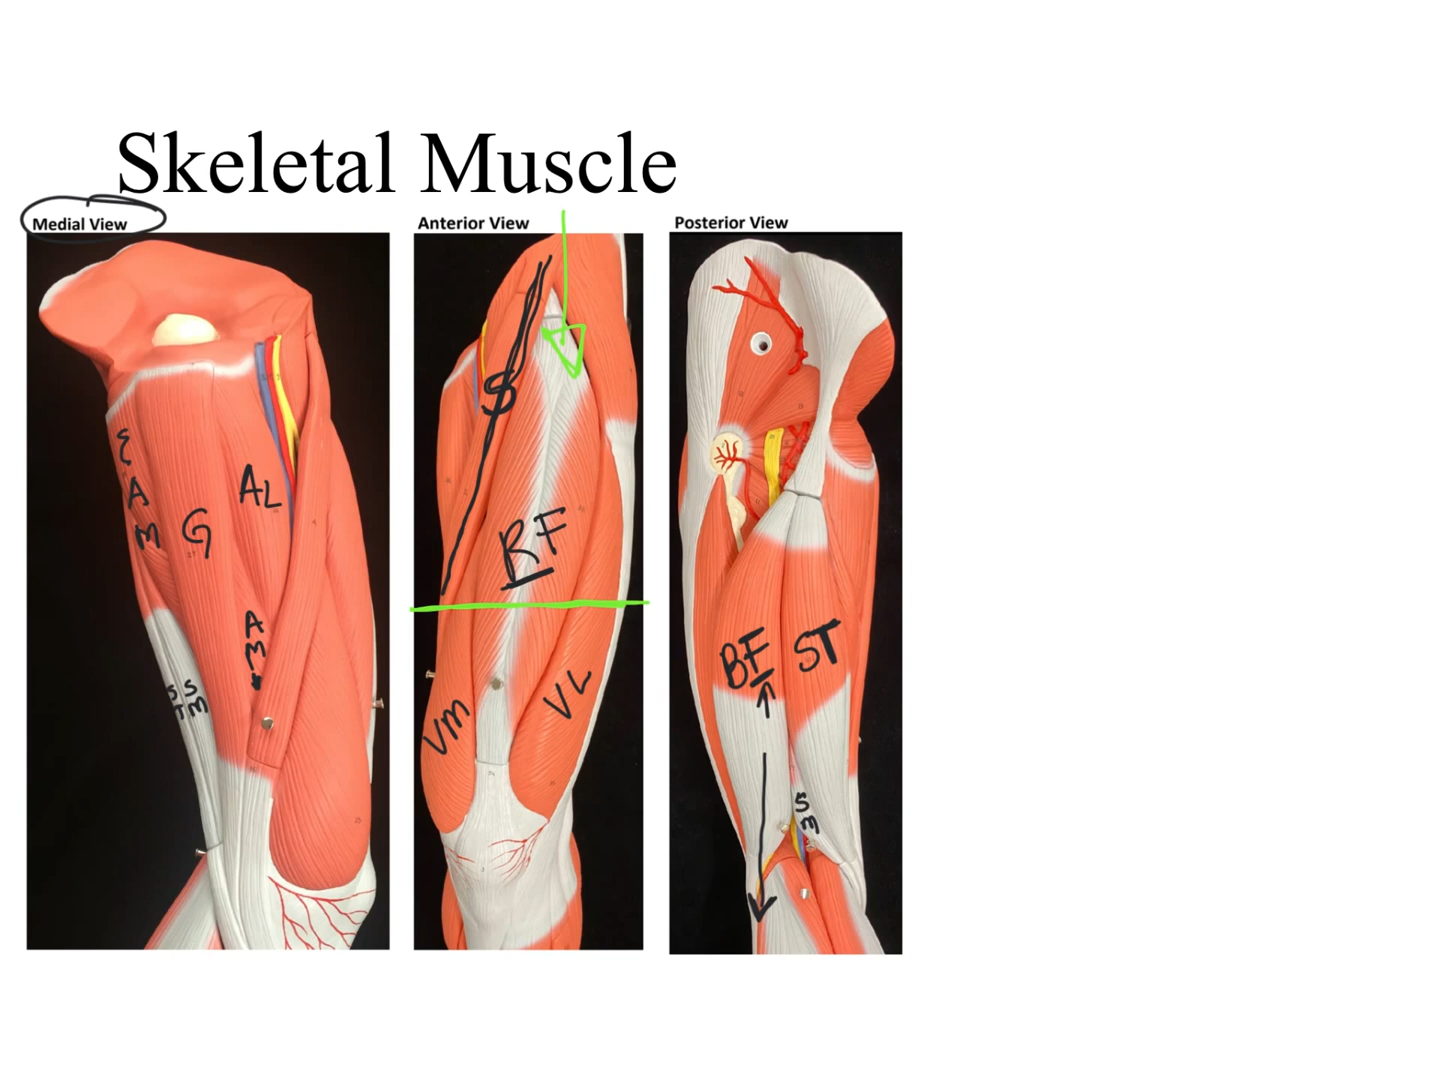 Skeletal Muscle
Medial View
Anterior View
Posterior View
A
M
G
AL
A
M
S S
T M
S
RF
VM
VL
BF
ST
S
M